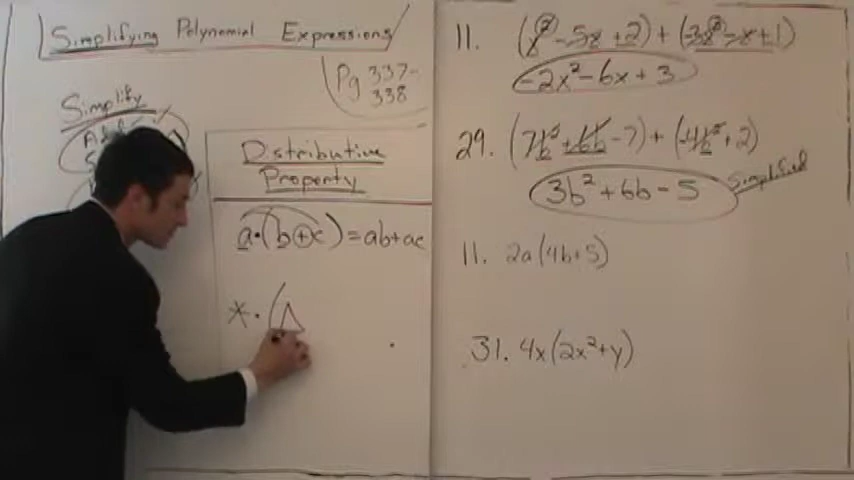 Simplifying Polynomial Expressions
Pg 337-
338
Simplify
Distributive
Property
a•(b+c)=ab+ac
* • (△
11. (x²-5x+2)+(-3x²-x+1)
-2x²-6x+3
29. (7b²+6b-7)+(-4b²+2)
3b²+6b-5
Simplified
11. 2a(4b+5)
31. 4x(2x²+y)